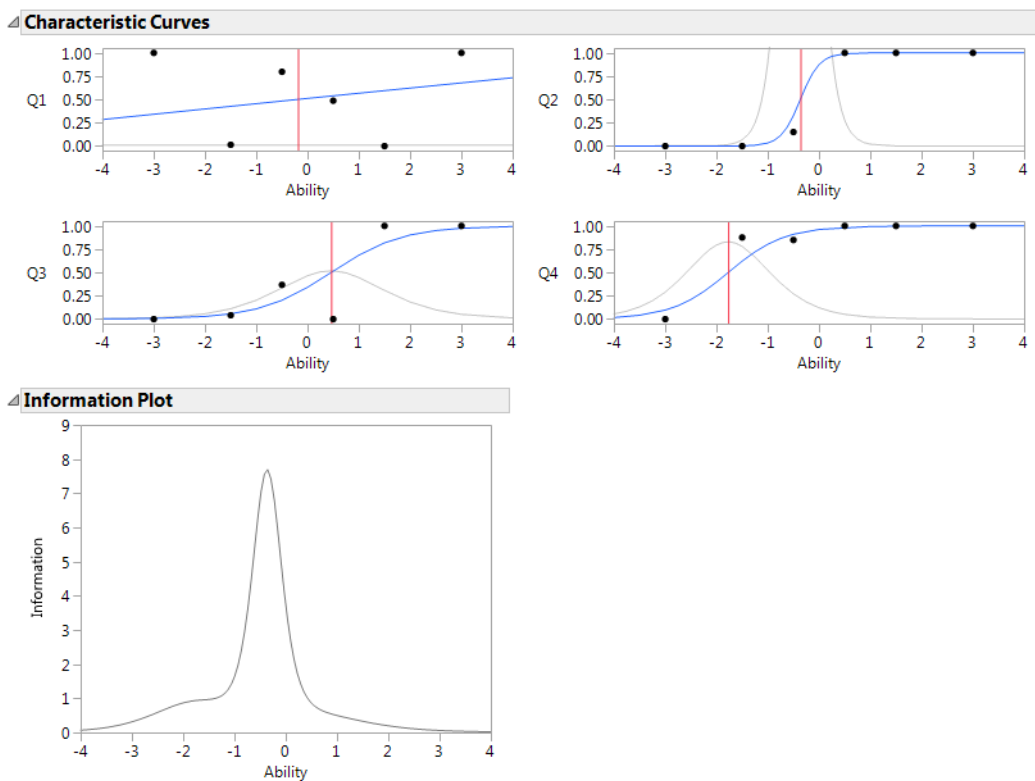 Characteristic Curves
1.00
0.75
0.50
0.25
0.00
Q1
-4 -3 -2 -1 0 1 2 3 4
Ability
1.00
0.75
0.50
0.25
0.00
Q2
-4 -3 -2 -1 0 1 2 3 4
Ability
1.00
0.75
0.50
0.25
0.00
Q3
-4 -3 -2 -1 0 1 2 3 4
Ability
1.00
0.75
0.50
0.25
0.00
Q4
-4 -3 -2 -1 0 1 2 3 4
Ability
Information Plot
9
8
7
6
5
4
3
2
1
0
Information
-4 -3 -2 -1 0 1 2 3 4
Ability